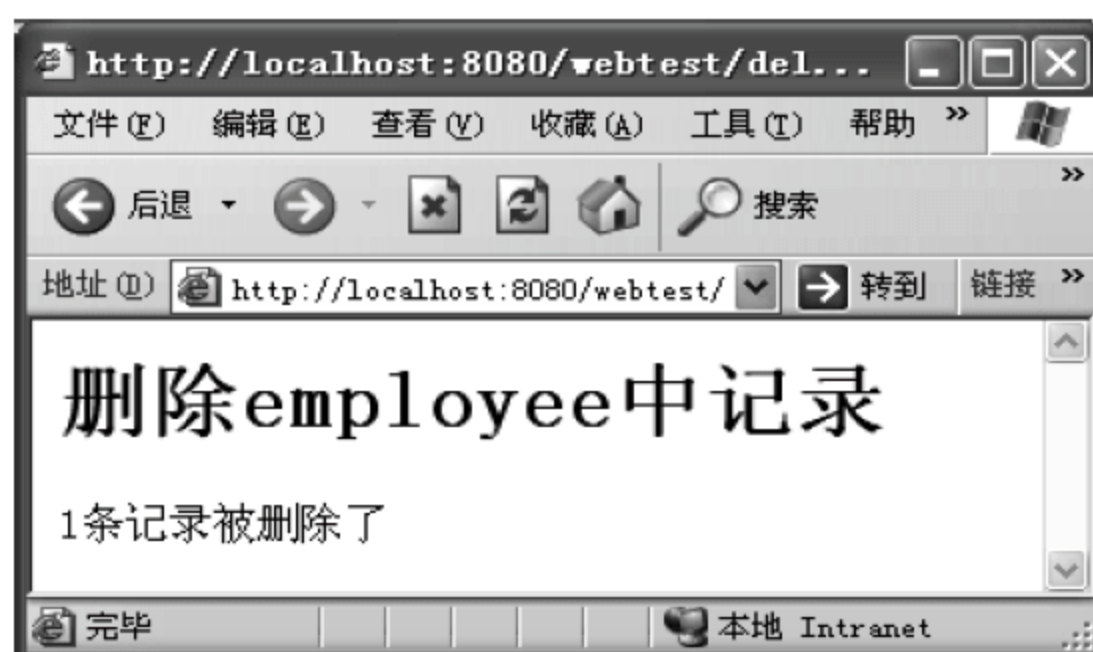 http://localhost:8080/webtest/del...
文件(F) 编辑(E) 查看(V) 收藏(A) 工具(T) 帮助 »
后退 搜索 »
地址(D) http://localhost:8080/webtest/ 转到 链接 »
删除employee中记录
1条记录被删除了
完毕 本地 Intranet